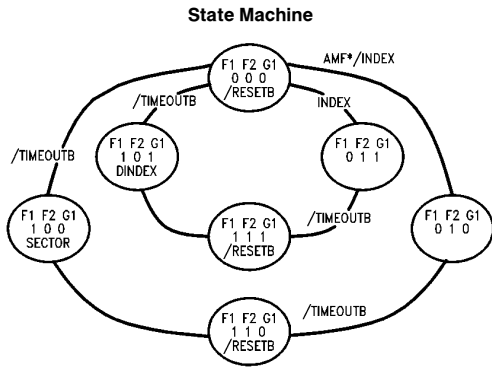 State Machine
F1 F2 G1
0 0 0
/RESETB
AMF*/INDEX
/TIMEOUTB
INDEX
/TIMEOUTB
F1 F2 G1
1 0 1
DINDEX
F1 F2 G1
0 1 1
F1 F2 G1
1 0 0
SECTOR
F1 F2 G1
1 1 1
/RESETB
/TIMEOUTB
F1 F2 G1
0 1 0
F1 F2 G1
1 1 0
/RESETB
/TIMEOUTB